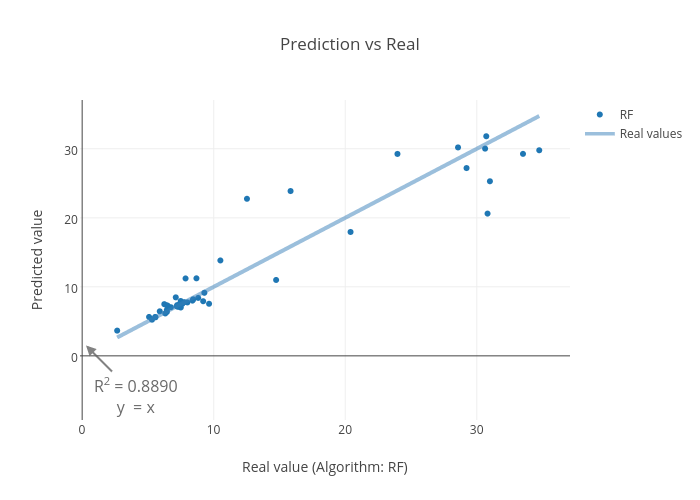 Prediction vs Real
RF
Real values
Predicted value
30
20
10
0
R² = 0.8890
y = x
0
10
20
30
Real value (Algorithm: RF)